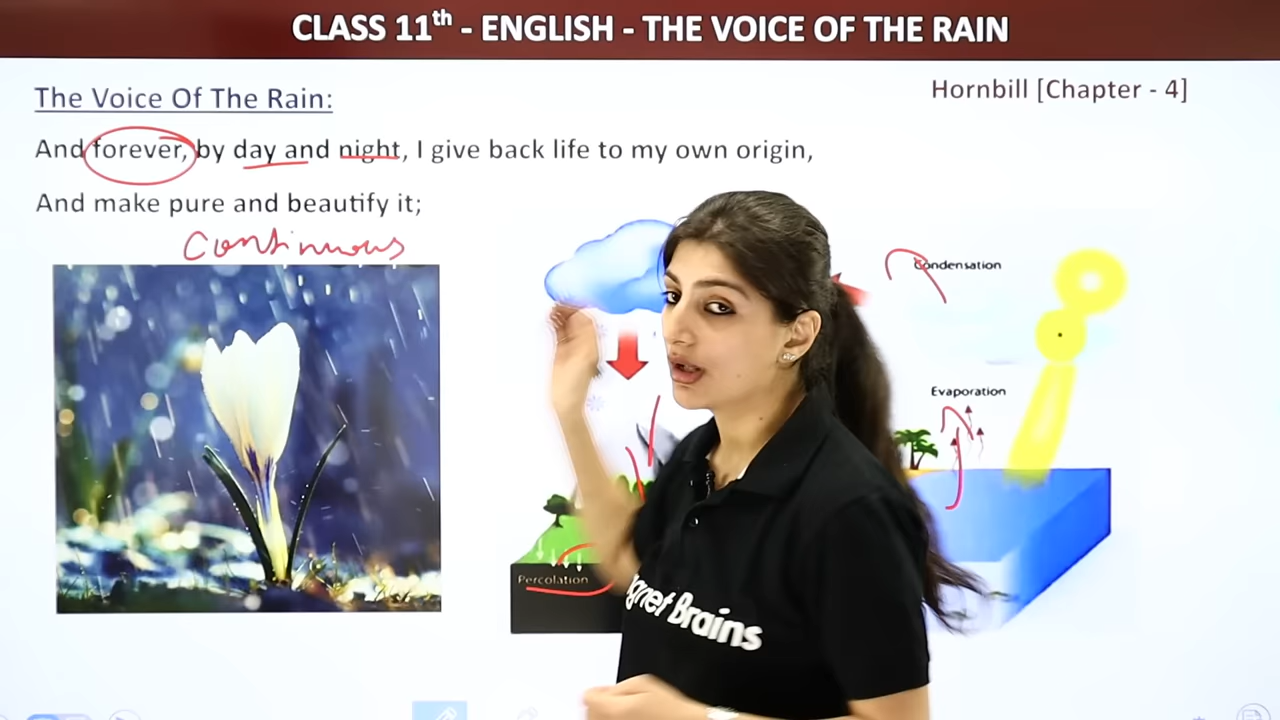 CLASS 11th - ENGLISH - THE VOICE OF THE RAIN
The Voice Of The Rain:
Hornbill [Chapter - 4]
And forever, by day and night, I give back life to my own origin,
And make pure and beautify it;
Continuous
Condensation
Evaporation
Percolation
gnet Brains